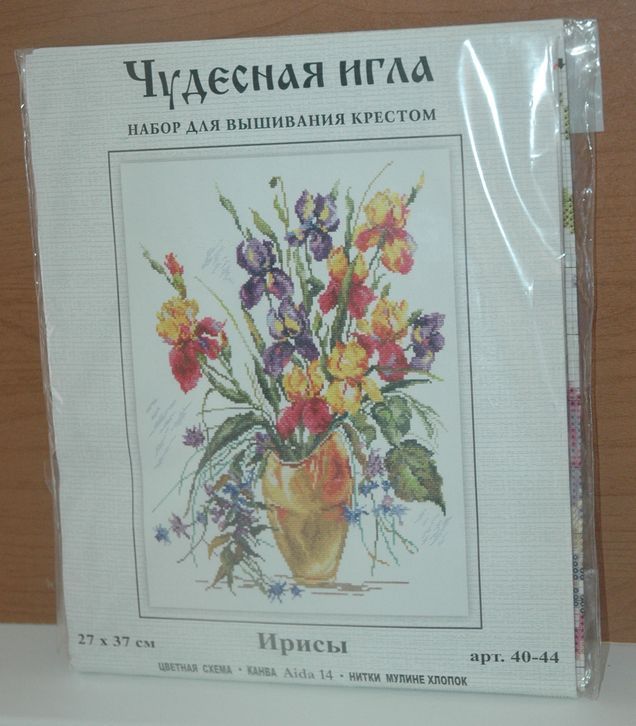 Чудесная игла
НАБОР ДЛЯ ВЫШИВАНИЯ КРЕСТОМ
27 х 37 см
Ирисы
арт. 40-44
ЦВЕТНАЯ СХЕМА • КАНВА Aida 14 • НИТКИ МУЛИНЕ ХЛОПОК